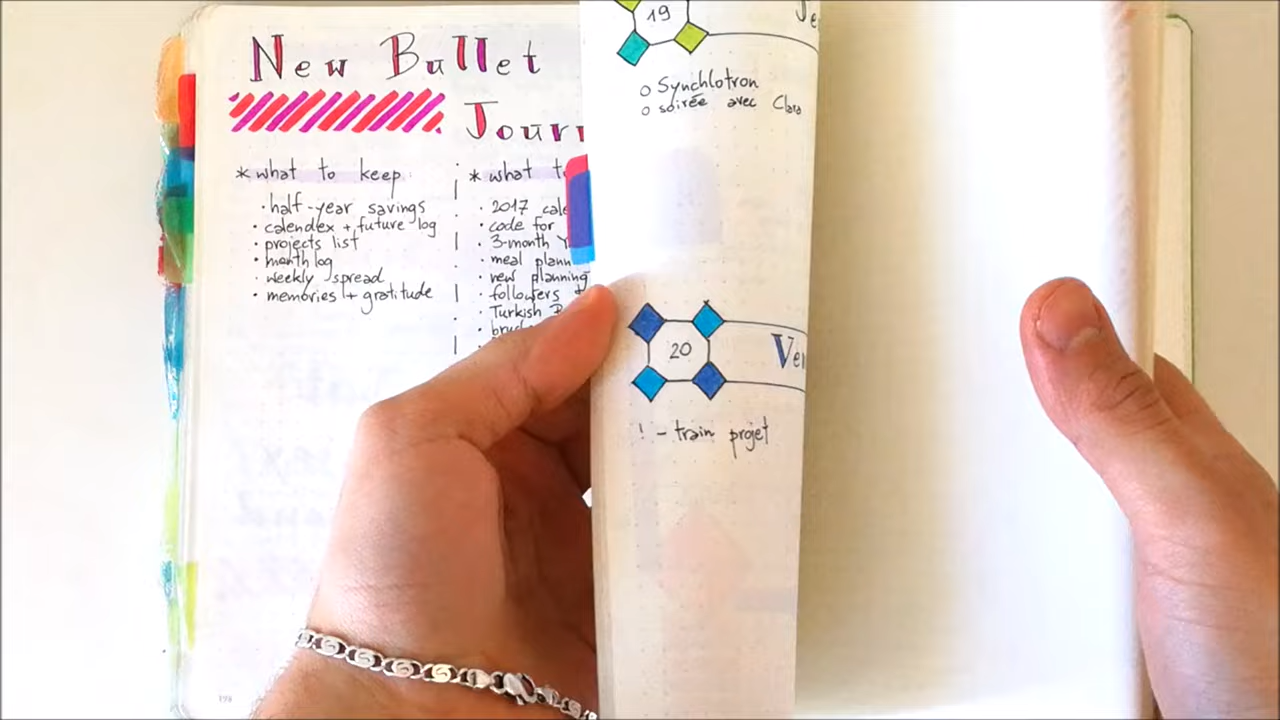 New Bullet
Journ
* what to keep
* what t
· half-year savings
· calendex + future log
· projects list
· month log
· weekly spread
· memories + gratitude
· 2017 cale
· code for
· 3-month Y
· meal plann
· new planning
· followers
· Turkish
· bru
19
Je
o Synchlotron
o soirée avec Clara
20
Ven
! - train projet
199